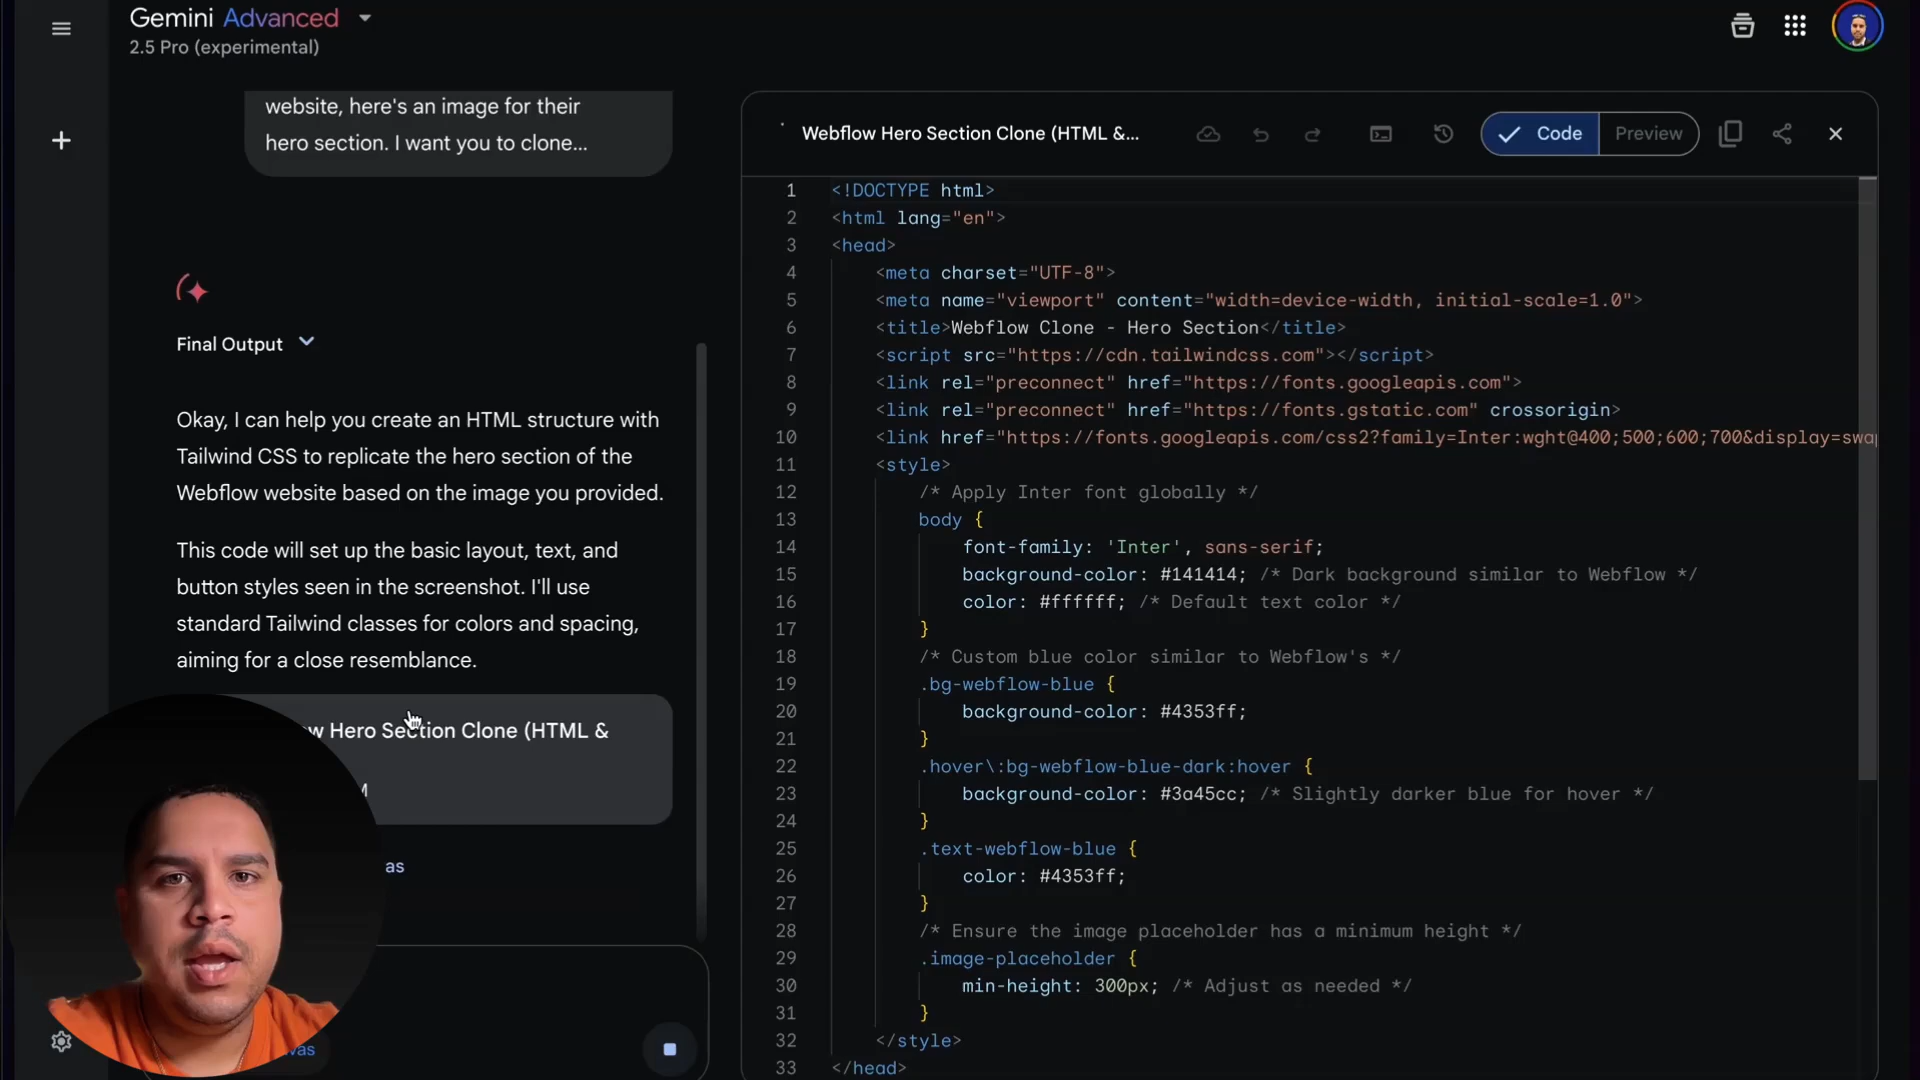 Gemini Advanced
2.5 Pro (experimental)
website, here's an image for their
hero section. I want you to clone...
Final Output
Okay, I can help you create an HTML structure with
Tailwind CSS to replicate the hero section of the
Webflow website based on the image you provided.
This code will set up the basic layout, text, and
button styles seen in the screenshot. I'll use
standard Tailwind classes for colors and spacing,
aiming for a close resemblance.
Hero Section Clone (HTML &
Webflow Hero Section Clone (HTML &...
Code
Preview
1 <!DOCTYPE html>
2 <html lang="en">
3 <head>
4 <meta charset="UTF-8">
5 <meta name="viewport" content="width=device-width, initial-scale=1.0">
6 <title>Webflow Clone - Hero Section</title>
7 <script src="https://cdn.tailwindcss.com"></script>
8 <link rel="preconnect" href="https://fonts.googleapis.com">
9 <link rel="preconnect" href="https://fonts.gstatic.com" crossorigin>
10 <link href="https://fonts.googleapis.com/css2?family=Inter:wght@400;500;600;700&display=swa
11 <style>
12 /* Apply Inter font globally */
13 body {
14 font-family: 'Inter', sans-serif;
15 background-color: #141414; /* Dark background similar to Webflow */
16 color: #ffffff; /* Default text color */
17 }
18 /* Custom blue color similar to Webflow's */
19 .bg-webflow-blue {
20 background-color: #4353ff;
21 }
22 .hover\:bg-webflow-blue-dark:hover {
23 background-color: #3a45cc; /* Slightly darker blue for hover */
24 }
25 .text-webflow-blue {
26 color: #4353ff;
27 }
28 /* Ensure the image placeholder has a minimum height */
29 .image-placeholder {
30 min-height: 300px; /* Adjust as needed */
31 }
32 </style>
33 </head>